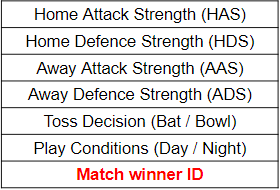 Home Attack Strength (HAS)
Home Defence Strength (HDS)
Away Attack Strength (AAS)
Away Defence Strength (ADS)
Toss Decision (Bat / Bowl)
Play Conditions (Day / Night)
Match winner ID